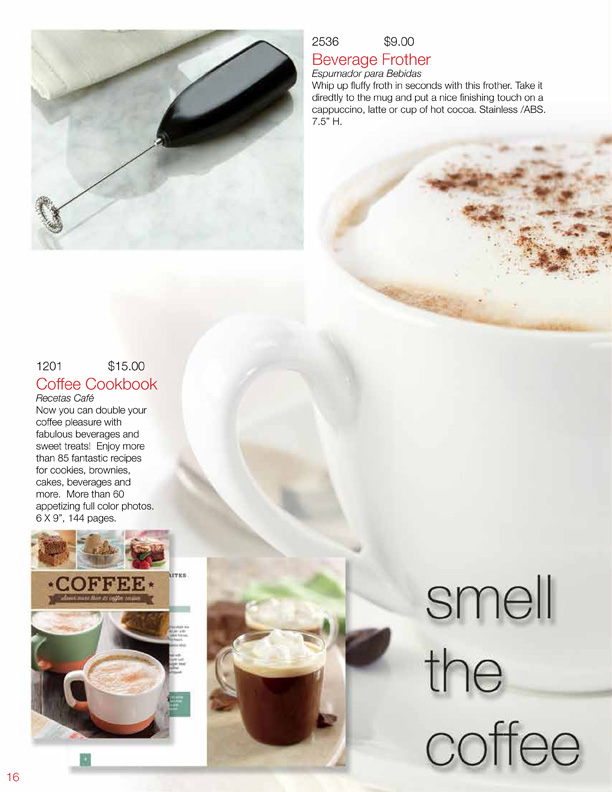 2536 $9.00
Beverage Frother
Espumador para Bebidas
Whip up fluffy froth in seconds with this frother. Take it
diredtly to the mug and put a nice finishing touch on a
cappuccino, latte or cup of hot cocoa. Stainless /ABS.
7.5" H.
1201 $15.00
Coffee Cookbook
Recetas Café
Now you can double your
coffee pleasure with
fabulous beverages and
sweet treats! Enjoy more
than 85 fantastic recipes
for cookies, brownies,
cakes, beverages and
more. More than 60
appetizing full color photos.
6 X 9", 144 pages.
COFFEE
smell
the
coffee
16